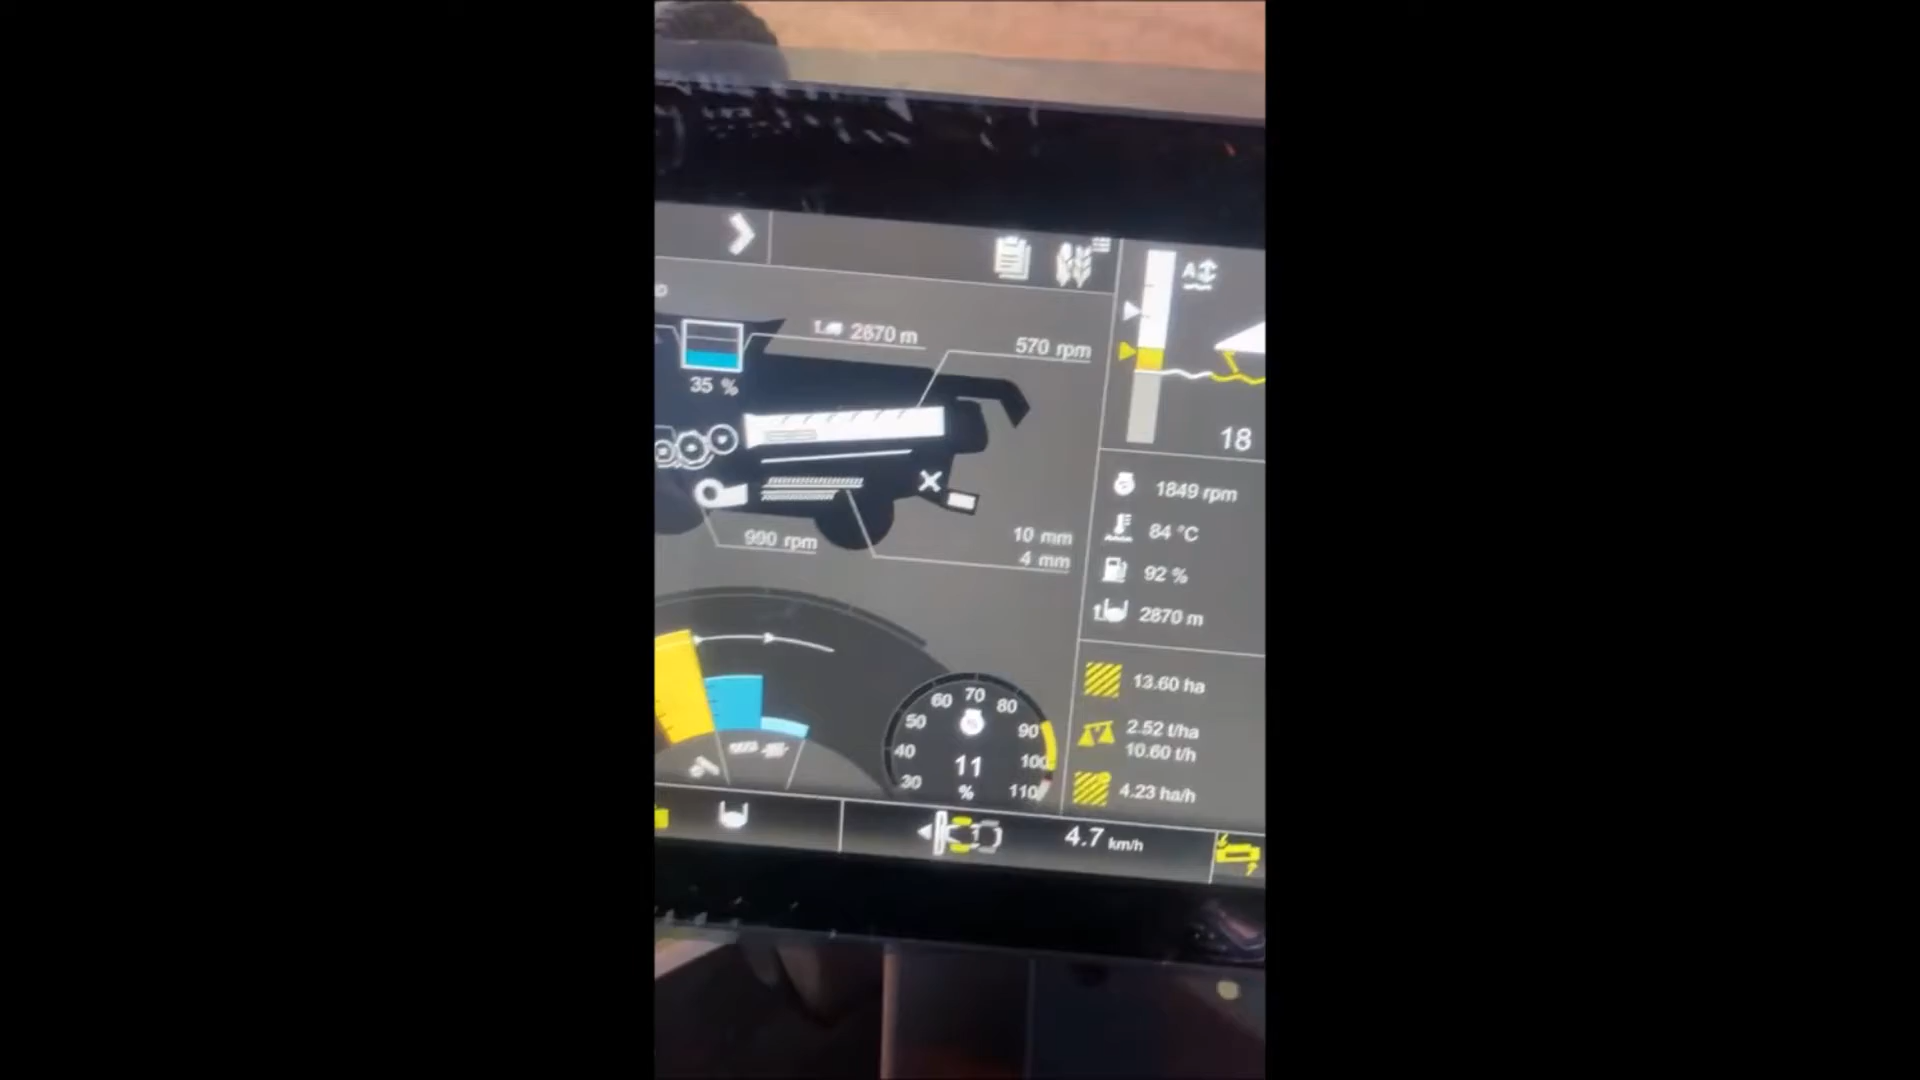 A
2870 m
570 rpm
35 %
18
1849 rpm
84 °C
990 rpm
10 mm
4 mm
92 %
2870 m
13.60 ha
2.52 t/ha
10.60 t/h
4.23 ha/h
30
40
50
60
70
80
90
100
110
11
%
4.7 km/h